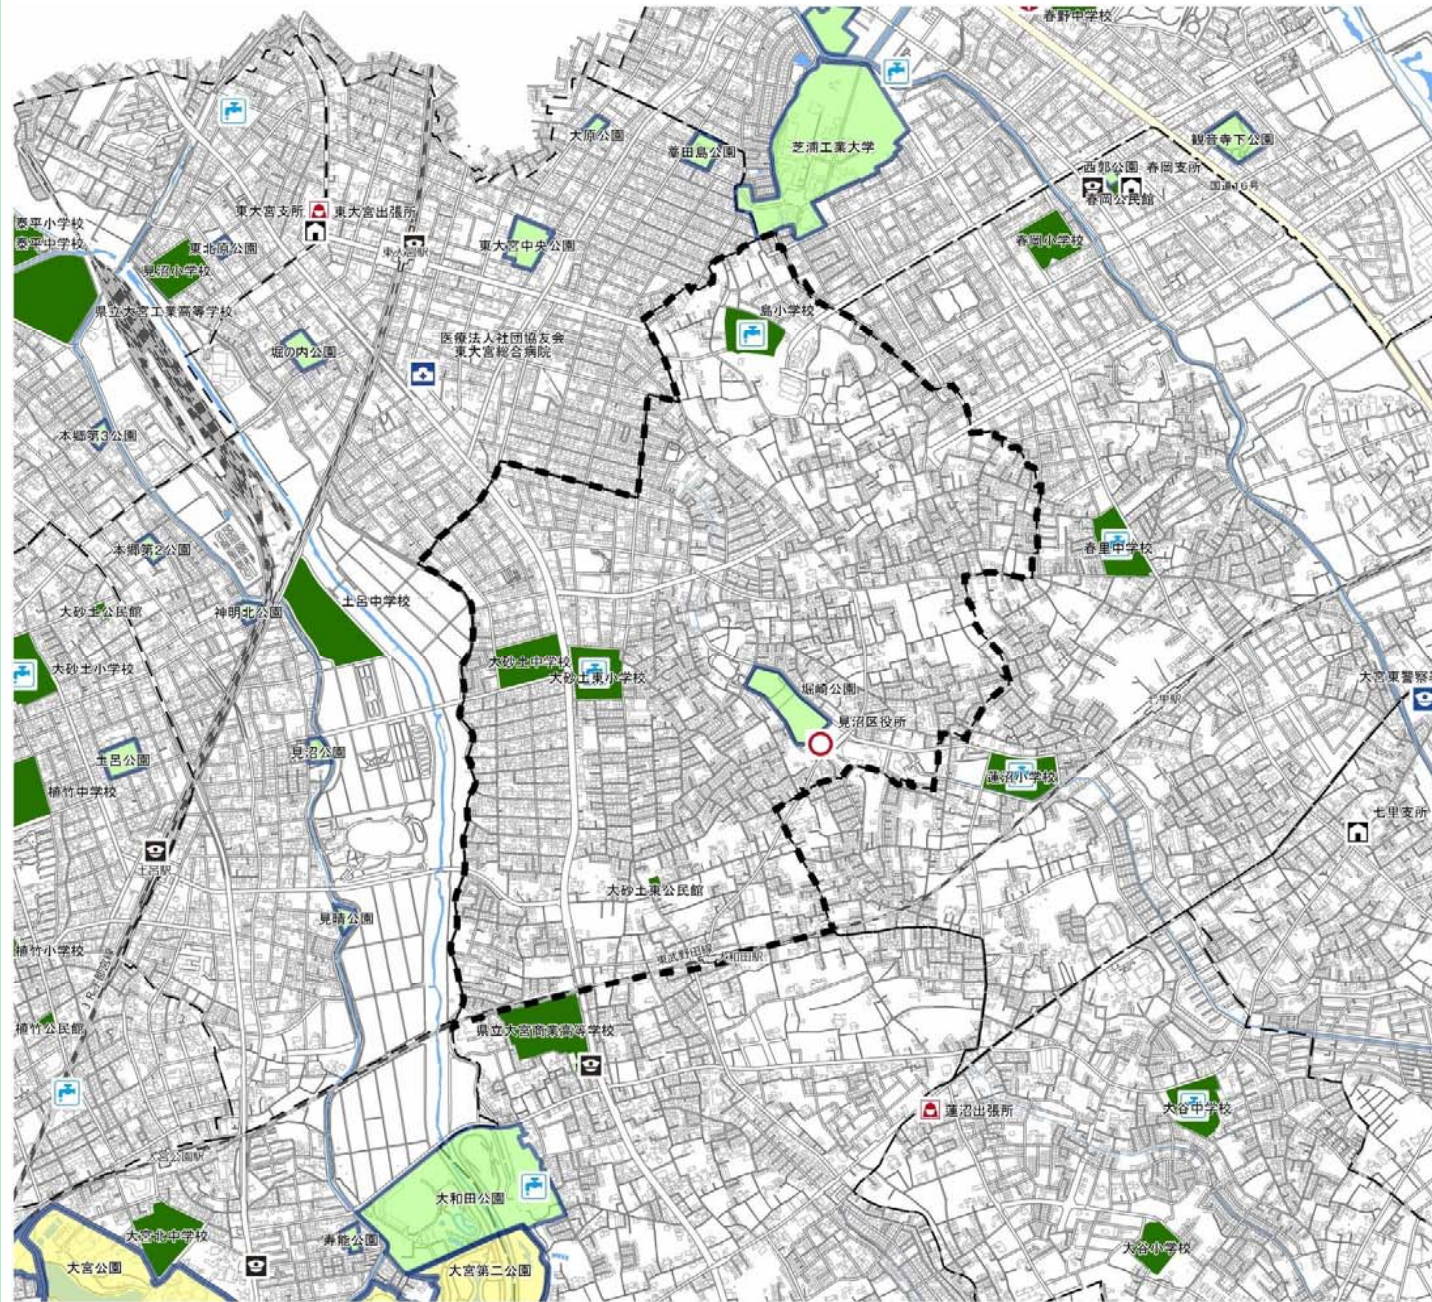 春野中学校
大原公園
蓮田島公園
芝浦工業大学
観音寺下公園
西郭公園 春岡支所
春岡公民館
国道16号
東大宮支所
東大宮出張所
泰平小学校
泰平中学校
東北原公園
見沼小学校
東大宮駅
東大宮中央公園
春岡小学校
県立大宮工業高等学校
島小学校
堀の内公園
医療法人社団協友会
東大宮総合病院
本郷第3公園
本郷第2公園
春里中学校
大砂土公民館
神明北公園
土呂中学校
大砂土小学校
大砂土中学校
大砂土東小学校
堀崎公園
七里駅
大宮東警察署
見沼区役所
土呂公園
見沼公園
蓮沼小学校
植竹中学校
七里支所
土呂駅
大砂土東公民館
見晴公園
植竹小学校
東武野田線
大和田駅
植竹公民館
県立大宮商業高等学校
蓮沼出張所
大谷中学校
大宮公園駅
大和田公園
大宮北中学校
寿能公園
大谷小学校
大宮公園
大宮第二公園